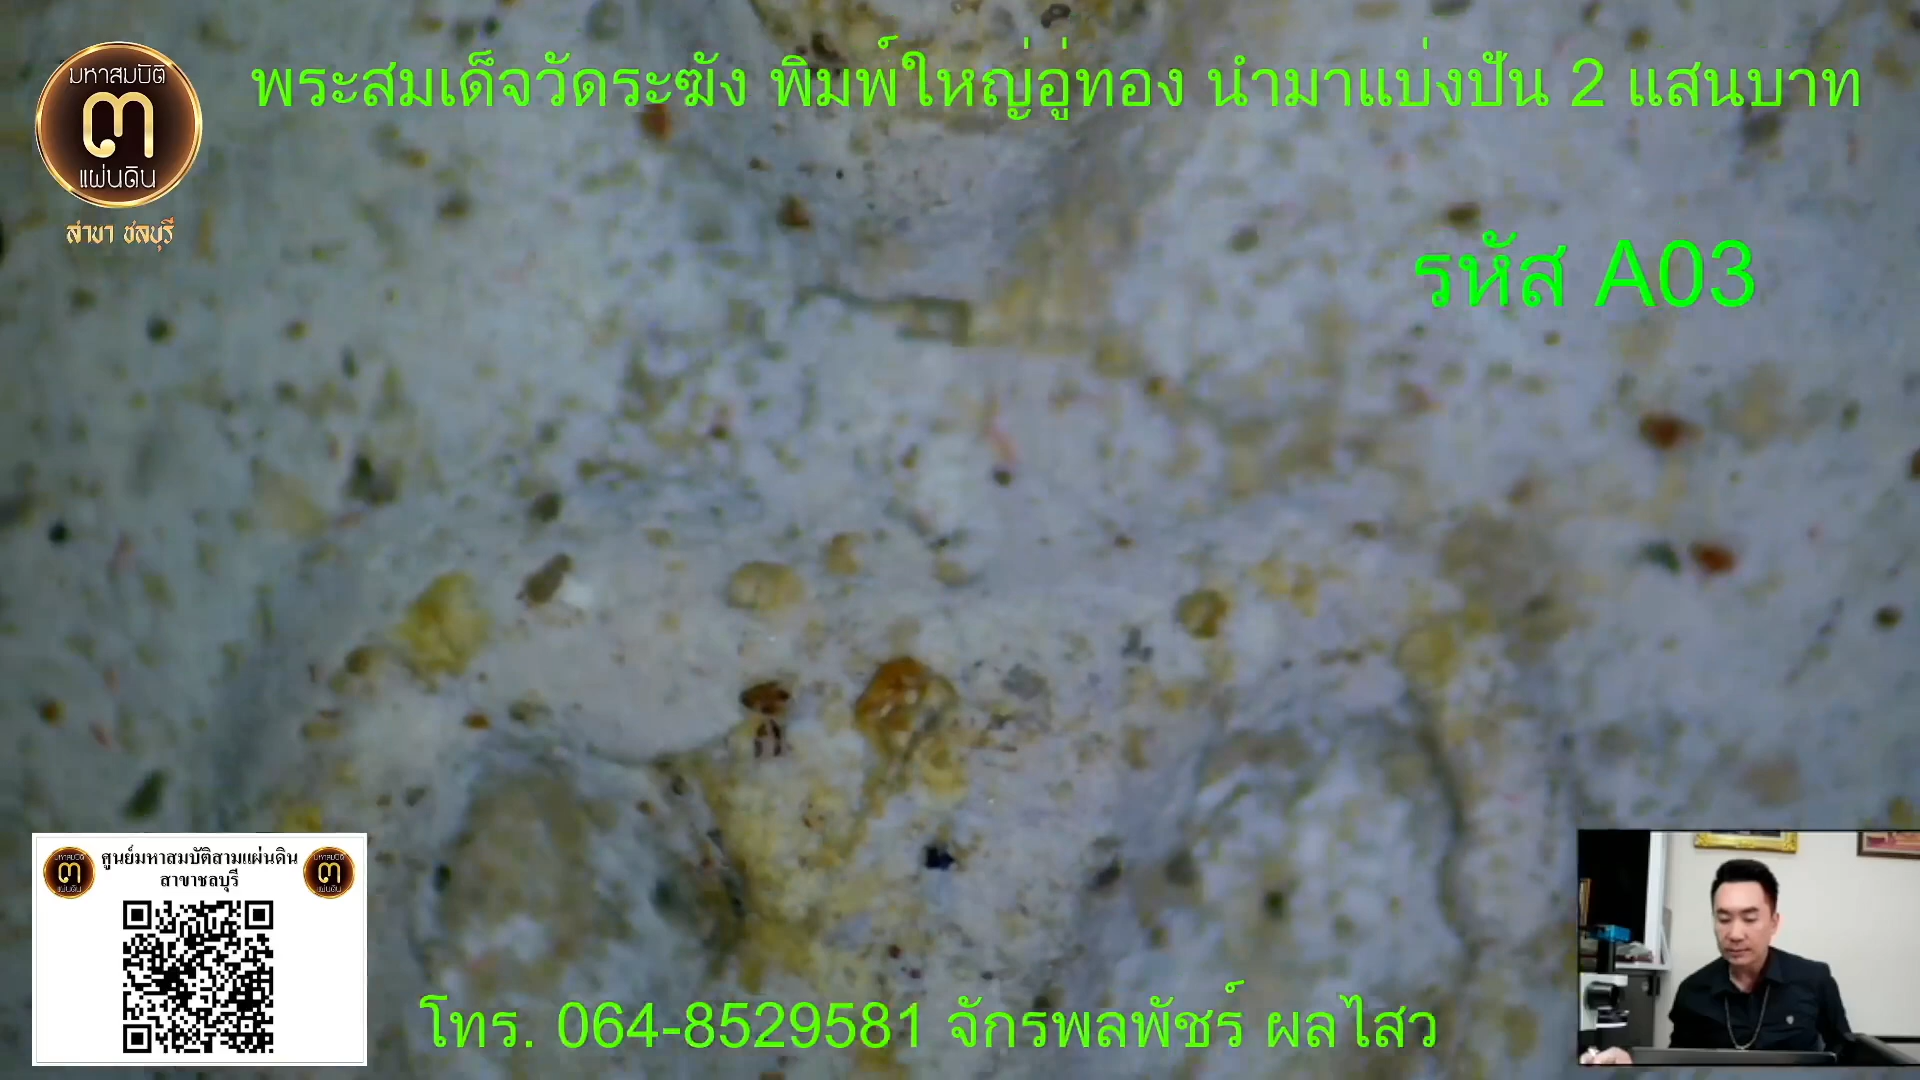 พระสมเด็จวัดระฆัง พิมพ์ใหญ่อู่ทอง นำมาแบ่งปัน 2 แสนบาท
มหาสมบัติ
๓
แผ่นดิน
สาขา ชลบุรี
รหัส A03
ศูนย์มหาสมบัติสามแผ่นดิน
สาขาชลบุรี
โทร. 064-8529581 จักรพลพัชร์ ผลไสว